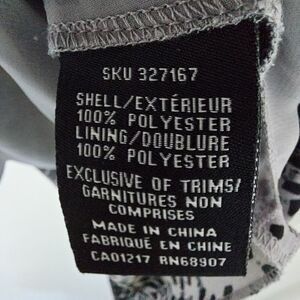 SKU 327167
SHELL/EXTÉRIEUR
100% POLYESTER
LINING/DOUBLURE
100% POLYESTER
EXCLUSIVE OF TRIMS/
GARNITURES NON
COMPRISES
MADE IN CHINA
FABRIQUÉ EN CHINE
CA01217 RN68907